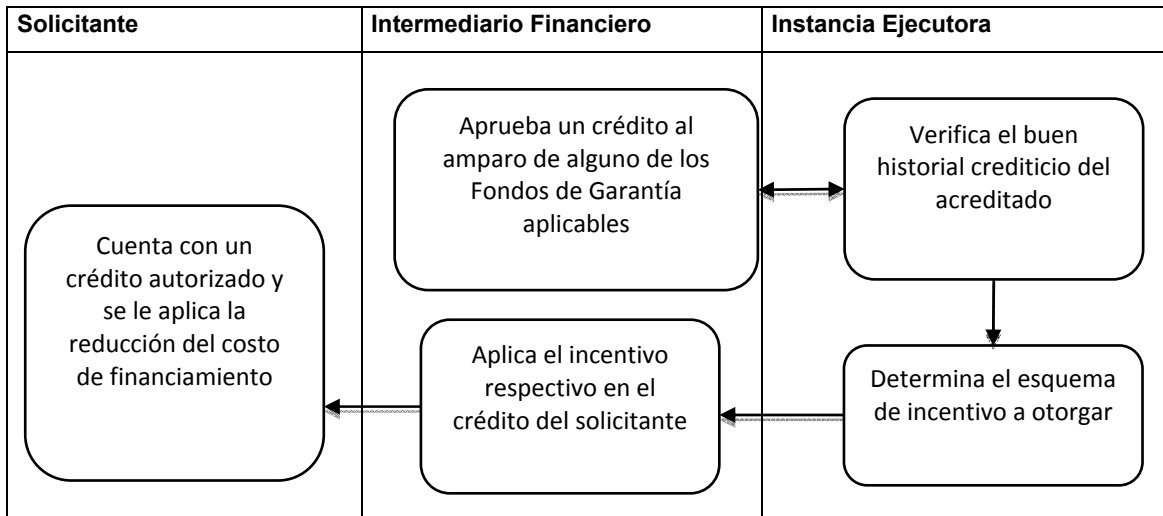 Solicitante
Intermediario Financiero
Instancia Ejecutora
Aprueba un crédito al
amparo de alguno de los
Fondos de Garantía
aplicables
Verifica el buen
historial crediticio del
acreditado
Cuenta con un
crédito autorizado y
se le aplica la
reducción del costo
de financiamiento
Aplica el incentivo
respectivo en el
crédito del solicitante
Determina el esquema
de incentivo a otorgar